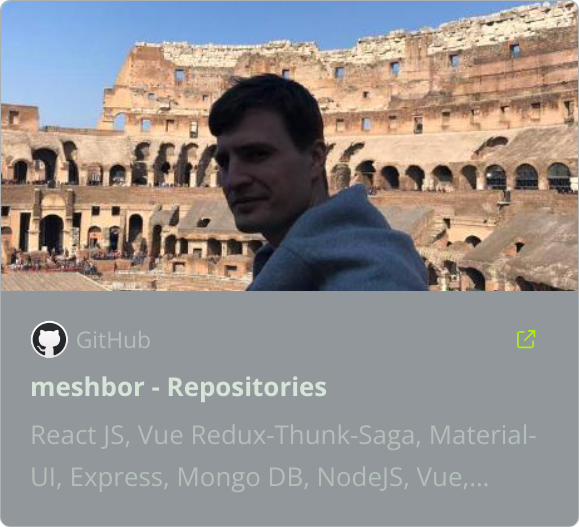 GitHub
meshbor - Repositories
React JS, Vue Redux-Thunk-Saga, Material-
UI, Express, Mongo DB, NodeJS, Vue,...